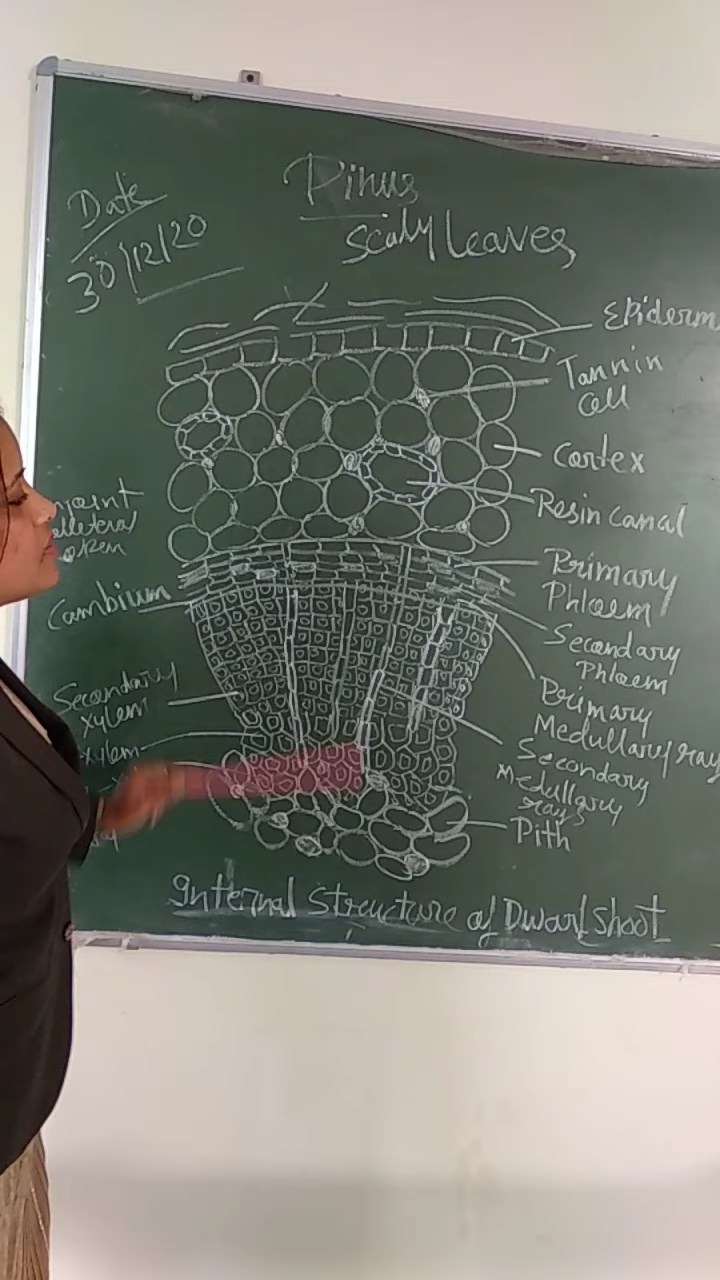 Date
30/12/20
Pinus
Scaly Leaves
Epiderm
Tannin
Cell
Cortex
Resin canal
Primary
Phloem
Secondary
Phloem
Primary
Medullary ray
Secondary
Medullary
rays
Pith
Cambium
Secondary
xylem
xylem
Internal Structure of Dwarf Shoot